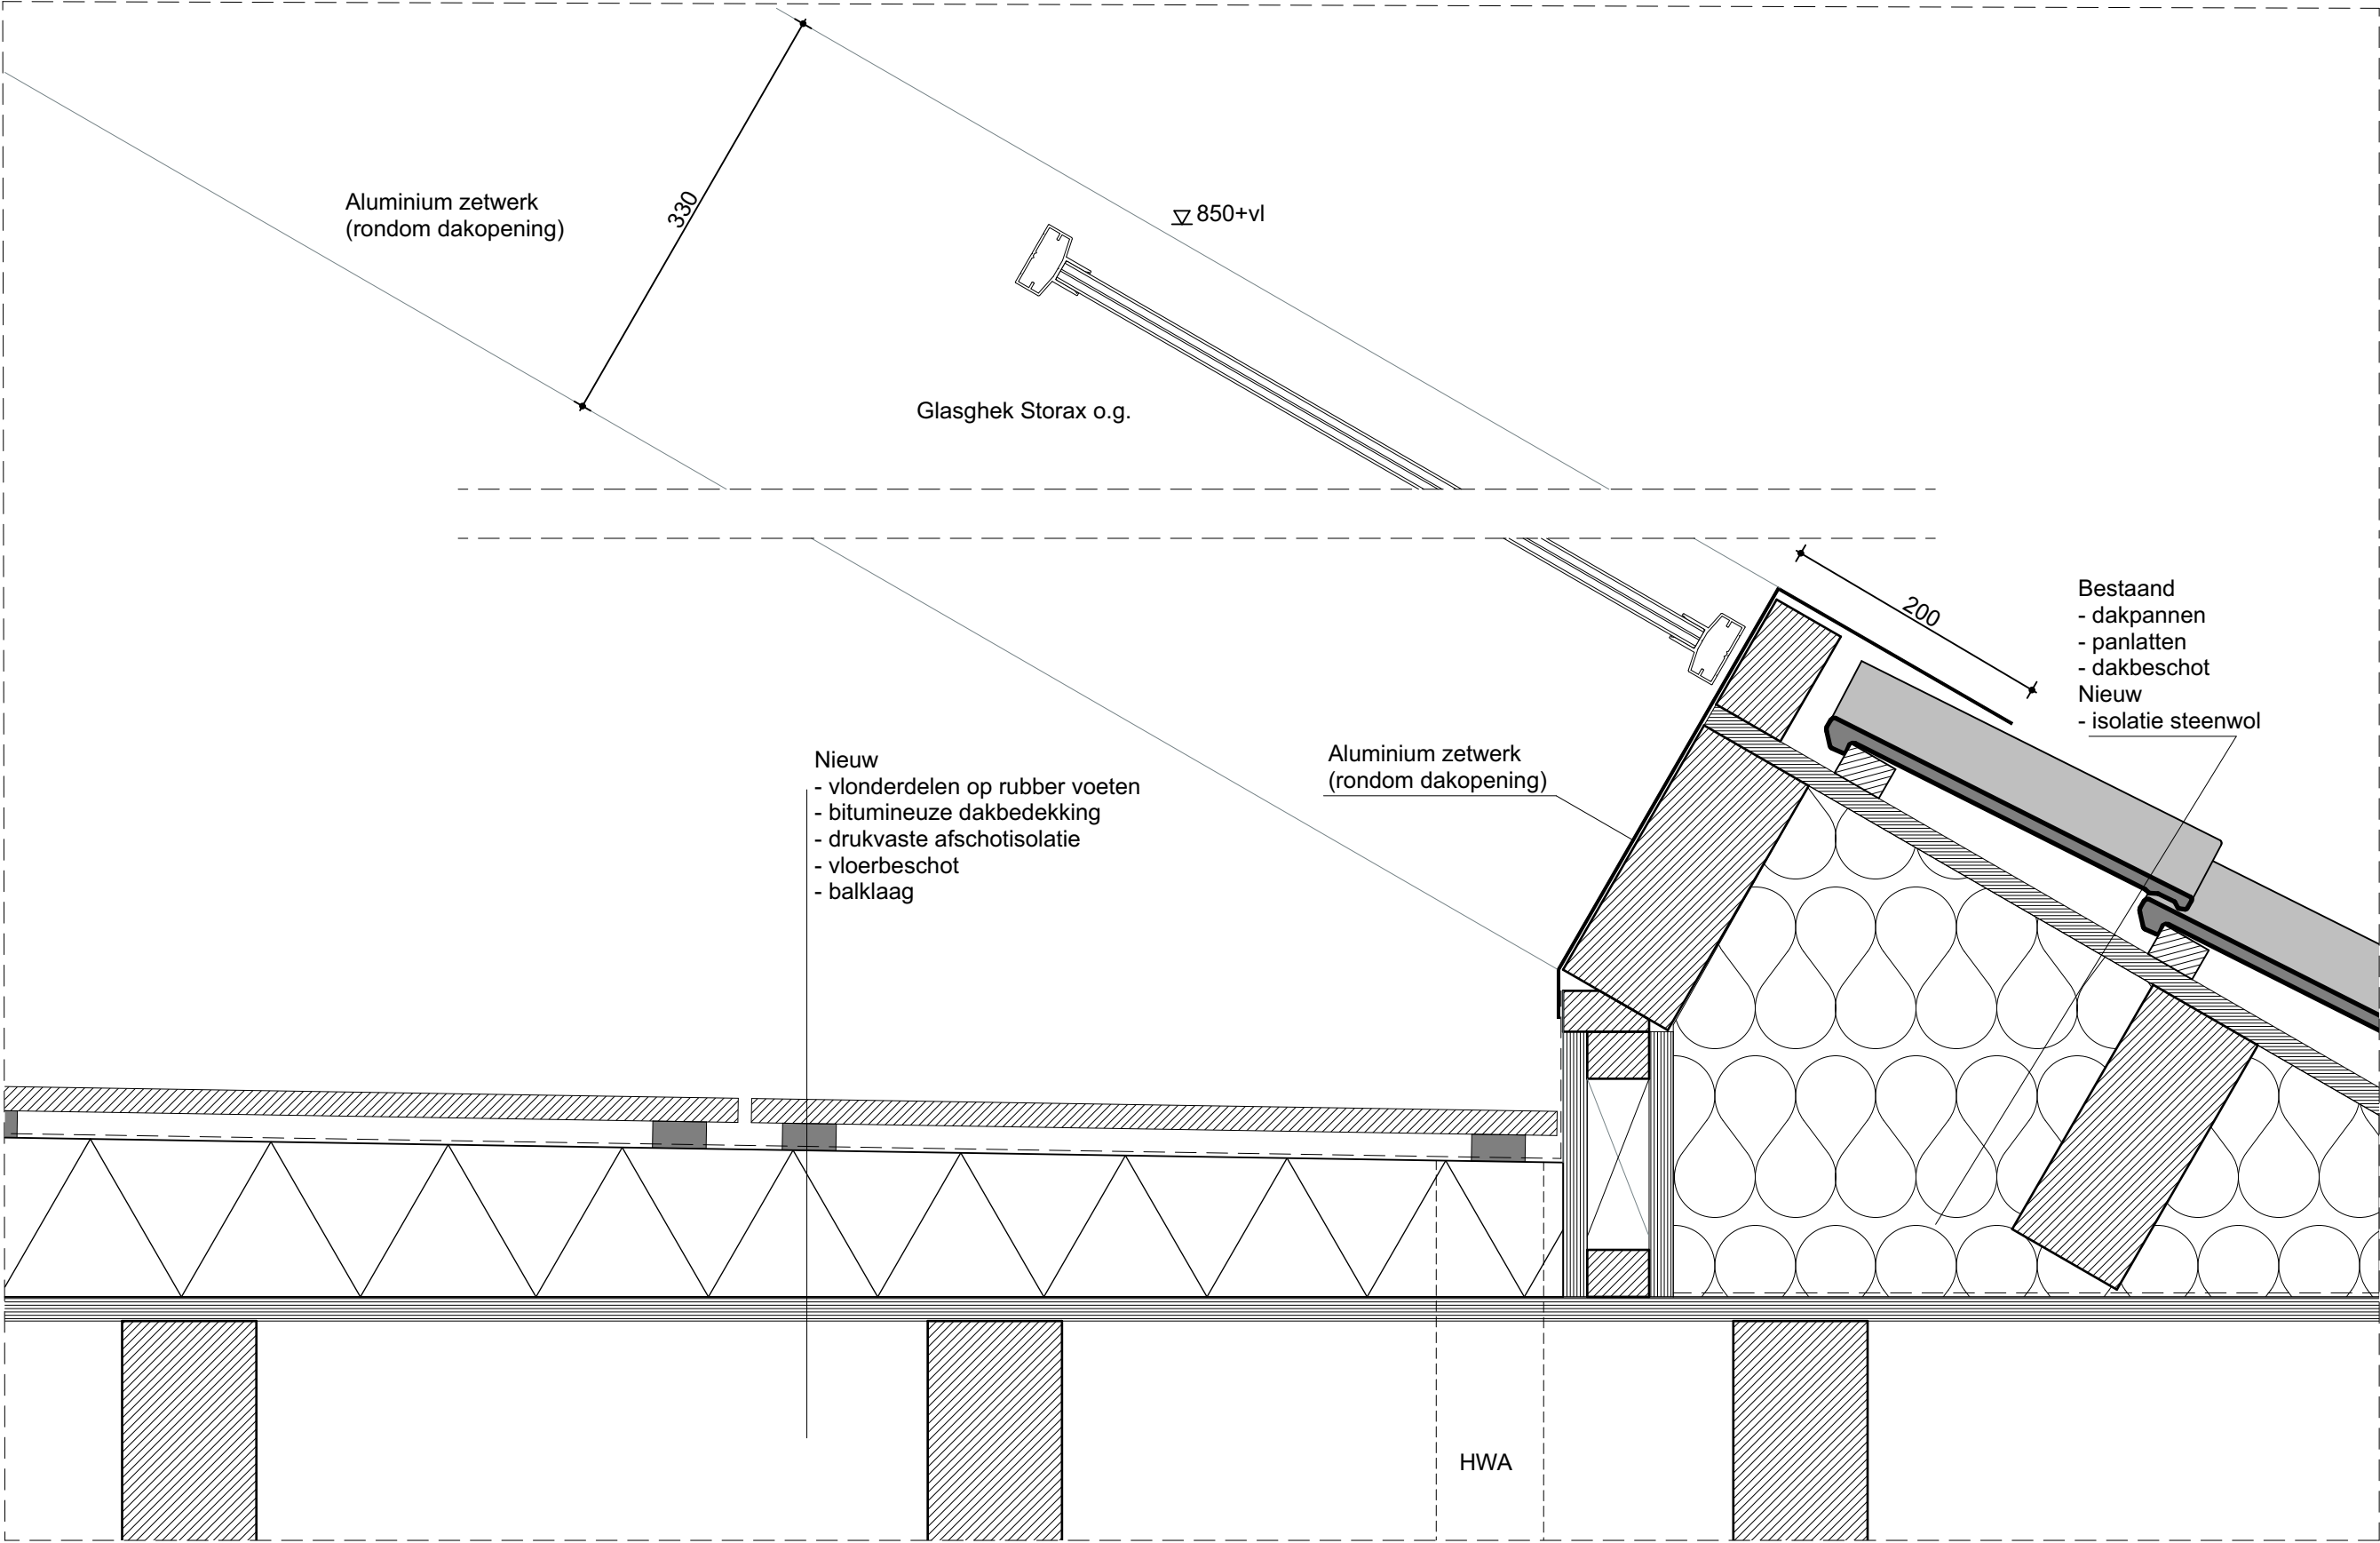 Aluminium zetwerk
(rondom dakopening)
330
850+vl
Glasghek Storax o.g.
200
Bestaand
- dakpannen
- panlatten
- dakbeschot
Nieuw
- isolatie steenwol
Nieuw
- vlonderdelen op rubber voeten
- bitumineuze dakbedekking
- drukvaste afschotisolatie
- vloerbeschot
- balklaag
Aluminium zetwerk
(rondom dakopening)
HWA